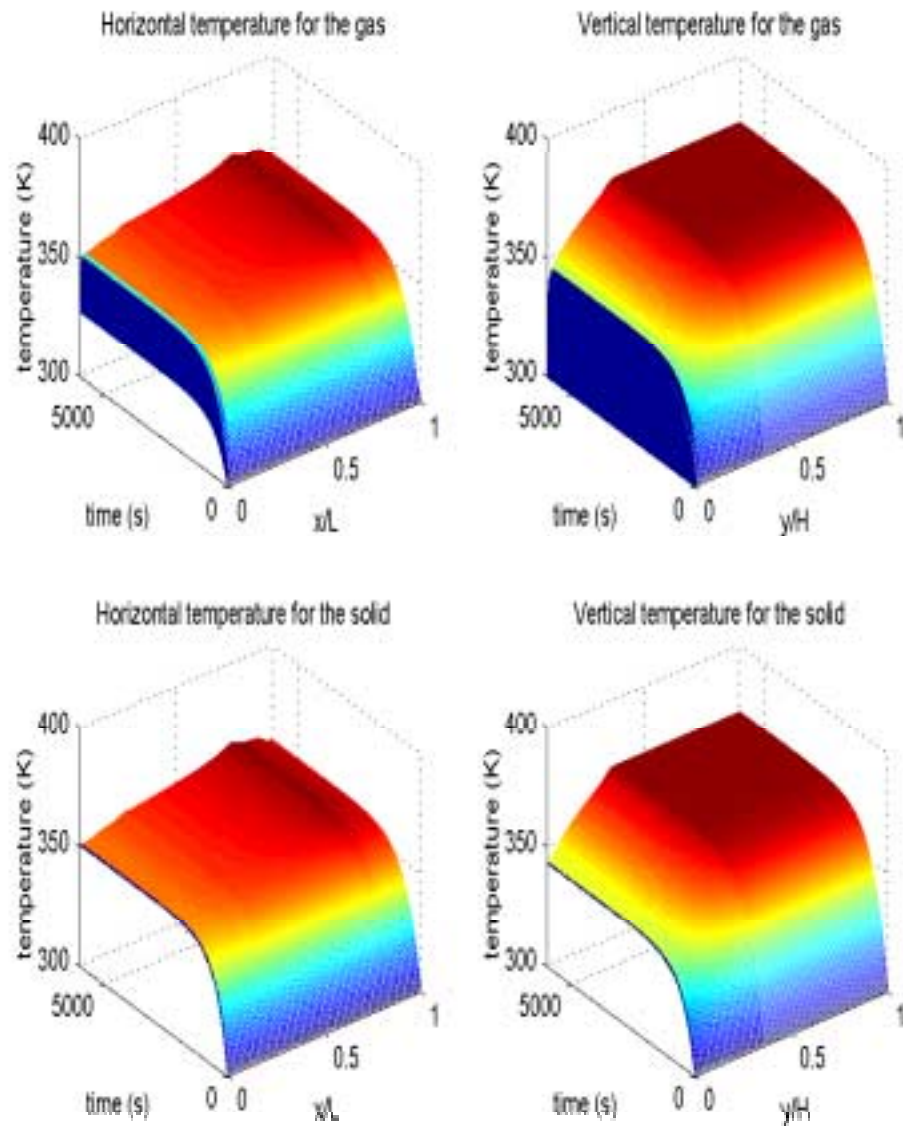 Horizontal temperature for the gas
400
350
300
temperature (K)
5000
time (s)
0
0
0.5
1
x/L
Vertical temperature for the gas
400
350
300
temperature (K)
5000
time (s)
0
0
0.5
1
y/H
Horizontal temperature for the solid
400
350
300
temperature (K)
5000
time (s)
0
0
0.5
1
x/L
Vertical temperature for the solid
400
350
300
temperature (K)
5000
time (s)
0
0
0.5
1
y/H